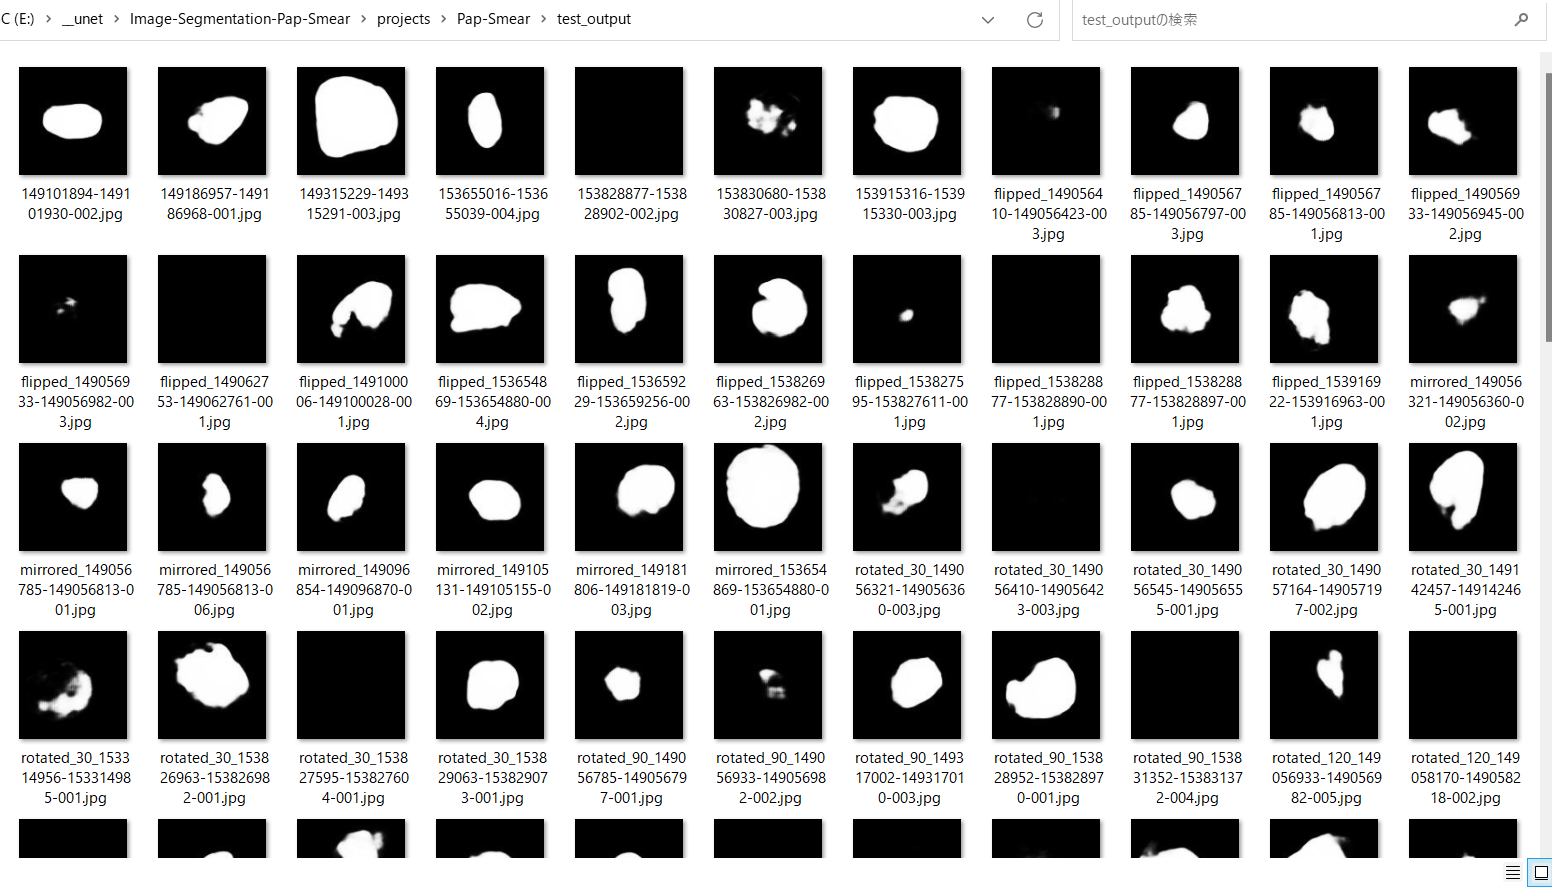 C (E:) > __unet > Image-Segmentation-Pap-Smear > projects > Pap-Smear > test_output
test_outputの検索
149101894-1491
01930-002.jpg
149186957-1491
86968-001.jpg
149315229-1493
15291-003.jpg
153655016-1536
55039-004.jpg
153828877-1538
28902-002.jpg
153830680-1538
30827-003.jpg
153915316-1539
15330-003.jpg
flipped_1490564
10-149056423-00
3.jpg
flipped_1490567
85-149056797-00
3.jpg
flipped_1490567
85-149056813-00
1.jpg
flipped_1490569
33-149056945-00
2.jpg
flipped_1490569
33-149056982-00
3.jpg
flipped_1490627
53-149062761-00
1.jpg
flipped_1491000
06-149100028-00
1.jpg
flipped_1536548
69-153654880-00
4.jpg
flipped_1536592
29-153659256-00
2.jpg
flipped_1538269
63-153826982-00
2.jpg
flipped_1538275
95-153827611-00
1.jpg
flipped_1538288
77-153828890-00
1.jpg
flipped_1538288
77-153828897-00
1.jpg
flipped_1539169
22-153916963-00
1.jpg
mirrored_149056
321-149056360-0
02.jpg
mirrored_149056
785-149056813-0
01.jpg
mirrored_149056
785-149056813-0
06.jpg
mirrored_149096
854-149096870-0
01.jpg
mirrored_149105
131-149105155-0
02.jpg
mirrored_149181
806-149181819-0
03.jpg
mirrored_153654
869-153654880-0
01.jpg
rotated_30_1490
56321-14905636
0-003.jpg
rotated_30_1490
56410-14905642
3-003.jpg
rotated_30_1490
56545-14905655
5-001.jpg
rotated_30_1490
57164-14905719
7-002.jpg
rotated_30_1491
42457-14914246
5-001.jpg
rotated_30_1533
14956-15331498
5-001.jpg
rotated_30_1538
26963-15382698
2-001.jpg
rotated_30_1538
27595-15382760
4-001.jpg
rotated_30_1538
29063-15382907
3-001.jpg
rotated_90_1490
56785-14905679
7-001.jpg
rotated_90_1490
56933-14905698
2-002.jpg
rotated_90_1493
17002-14931701
0-003.jpg
rotated_90_1538
28952-15382897
0-001.jpg
rotated_90_1538
31352-15383137
2-004.jpg
rotated_120_149
056933-1490569
82-005.jpg
rotated_120_149
058170-1490582
18-002.jpg